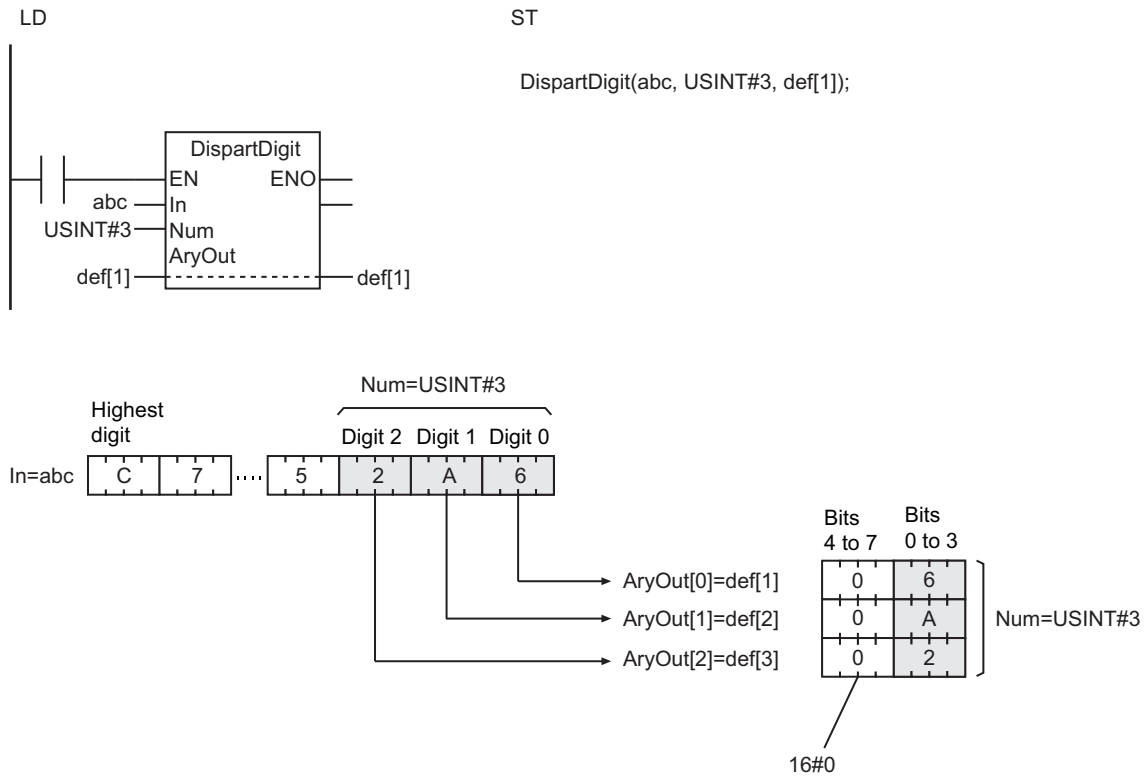 LD
ST
DispartDigit(abc, USINT#3, def[1]);
DispartDigit
EN ENO
abc In
USINT#3 Num
AryOut
def[1] def[1]
Num=USINT#3
Highest
digit
Digit 2 Digit 1 Digit 0
In=abc C 7 ···· 5 2 A 6
Bits
4 to 7
Bits
0 to 3
AryOut[0]=def[1] 0 6
AryOut[1]=def[2] 0 A Num=USINT#3
AryOut[2]=def[3] 0 2
16#0